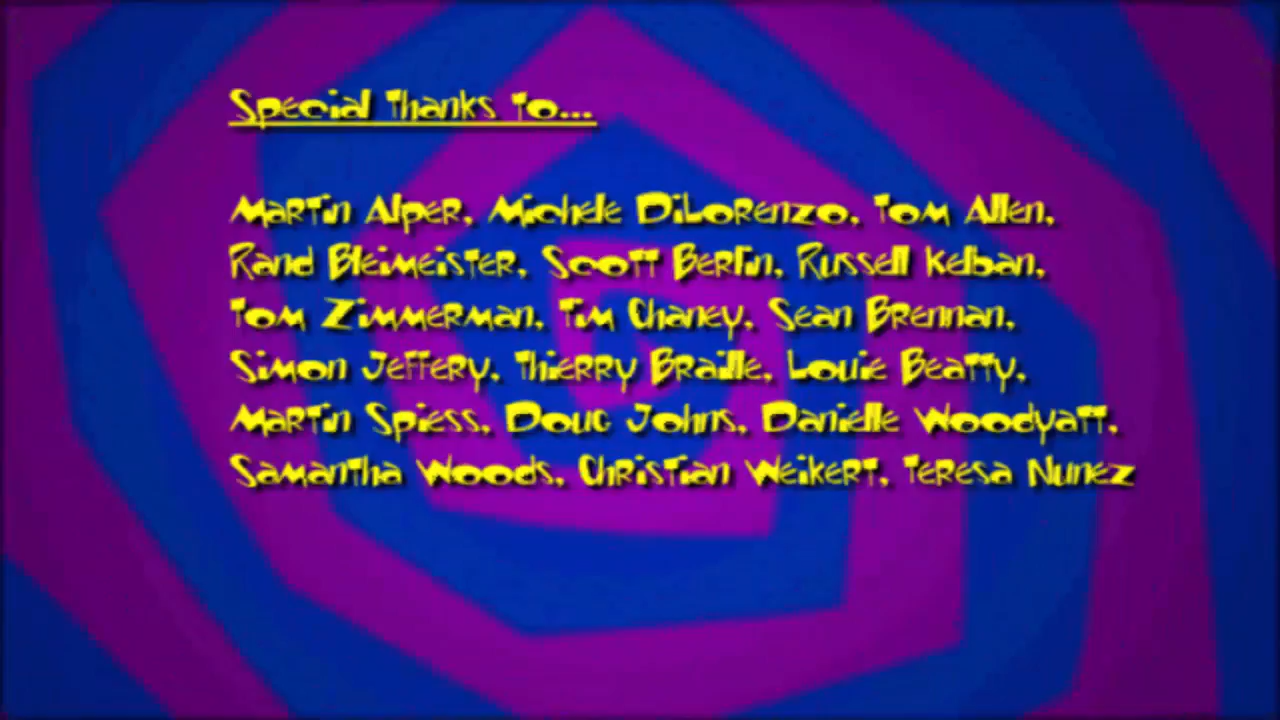 Special Thanks To...
Martin Alper, Michele DiLorenzo, Tom Allen,
Rand Bleimeister, Scott Berlin, Russell Kelban,
Tom Zimmerman, Tim Chaney, Sean Brennan,
Simon Jeffery, Thierry Braille, Louie Beatty,
Martin Spiess, Doug Johns, Danielle Woodyatt,
Samantha Woods, Christian Weikert, Teresa Nunez